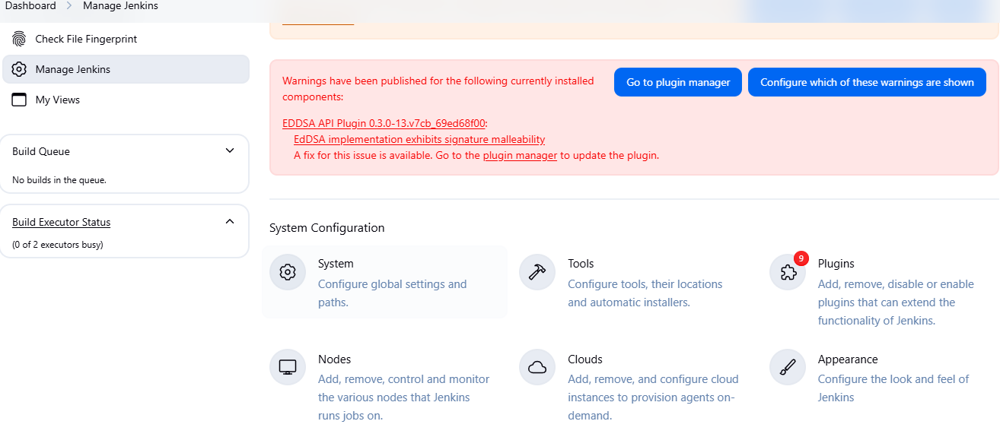 Dashboard > Manage Jenkins
Check File Fingerprint
Manage Jenkins
My Views
Build Queue
No builds in the queue.
Build Executor Status
(0 of 2 executors busy)
Warnings have been published for the following currently installed
components:
Go to plugin manager
Configure which of these warnings are shown
EDDSA API Plugin 0.3.0-13.v7cb_69ed68f00:
EdDSA implementation exhibits signature malleability
A fix for this issue is available. Go to the plugin manager to update the plugin.
System Configuration
System
Configure global settings and
paths.
Tools
Configure tools, their locations
and automatic installers.
9
Plugins
Add, remove, disable or enable
plugins that can extend the
functionality of Jenkins.
Nodes
Add, remove, control and monitor
the various nodes that Jenkins
runs jobs on.
Clouds
Add, remove, and configure cloud
instances to provision agents on-
demand.
Appearance
Configure the look and feel of
Jenkins